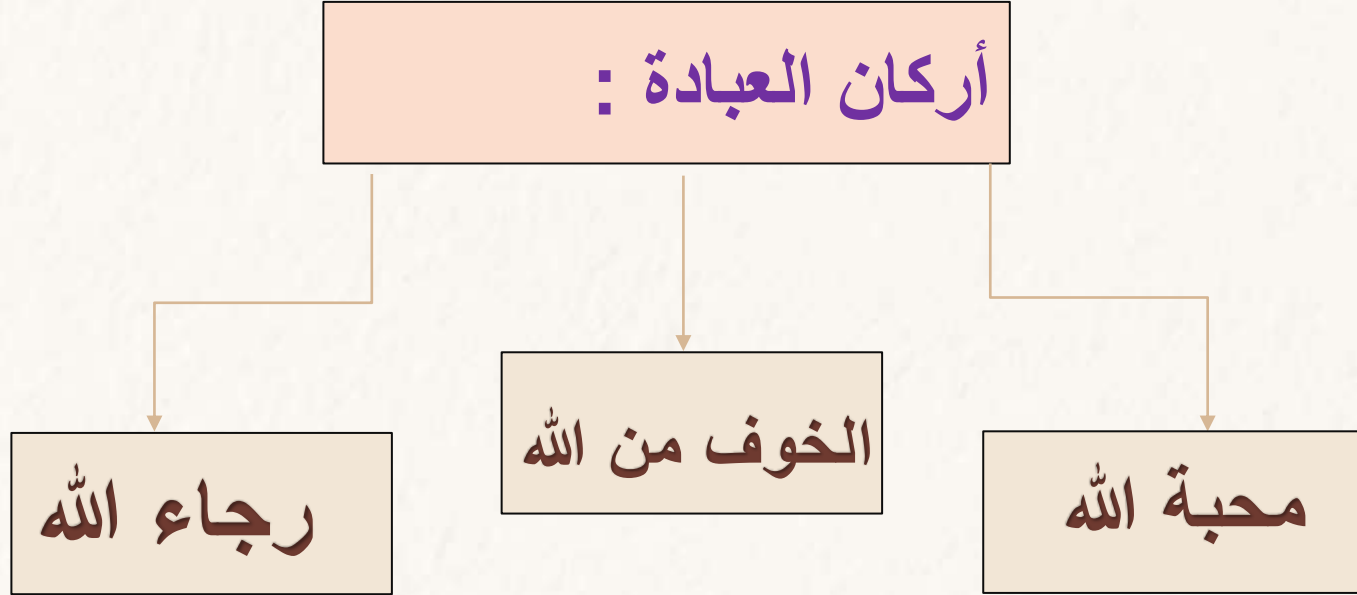 أركان العبادة :
محبة الله
الخوف من الله
رجاء الله